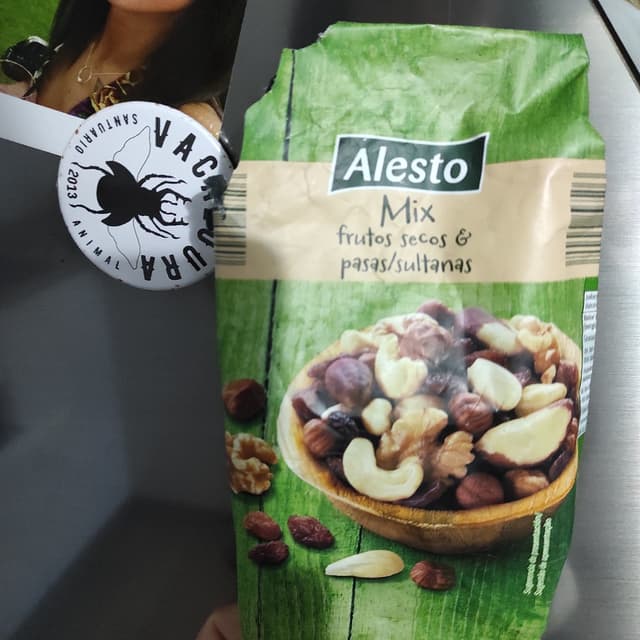 VACALOURA
SANTUARIO
2013
ANIMAL
Alesto
Mix
frutos secos &
pasas/sultanas